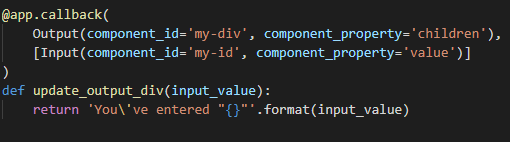 @app.callback(
    Output(component_id='my-div', component_property='children'),
    [Input(component_id='my-id', component_property='value')]
)
def update_output_div(input_value):
    return 'You\'ve entered "{}"'.format(input_value)